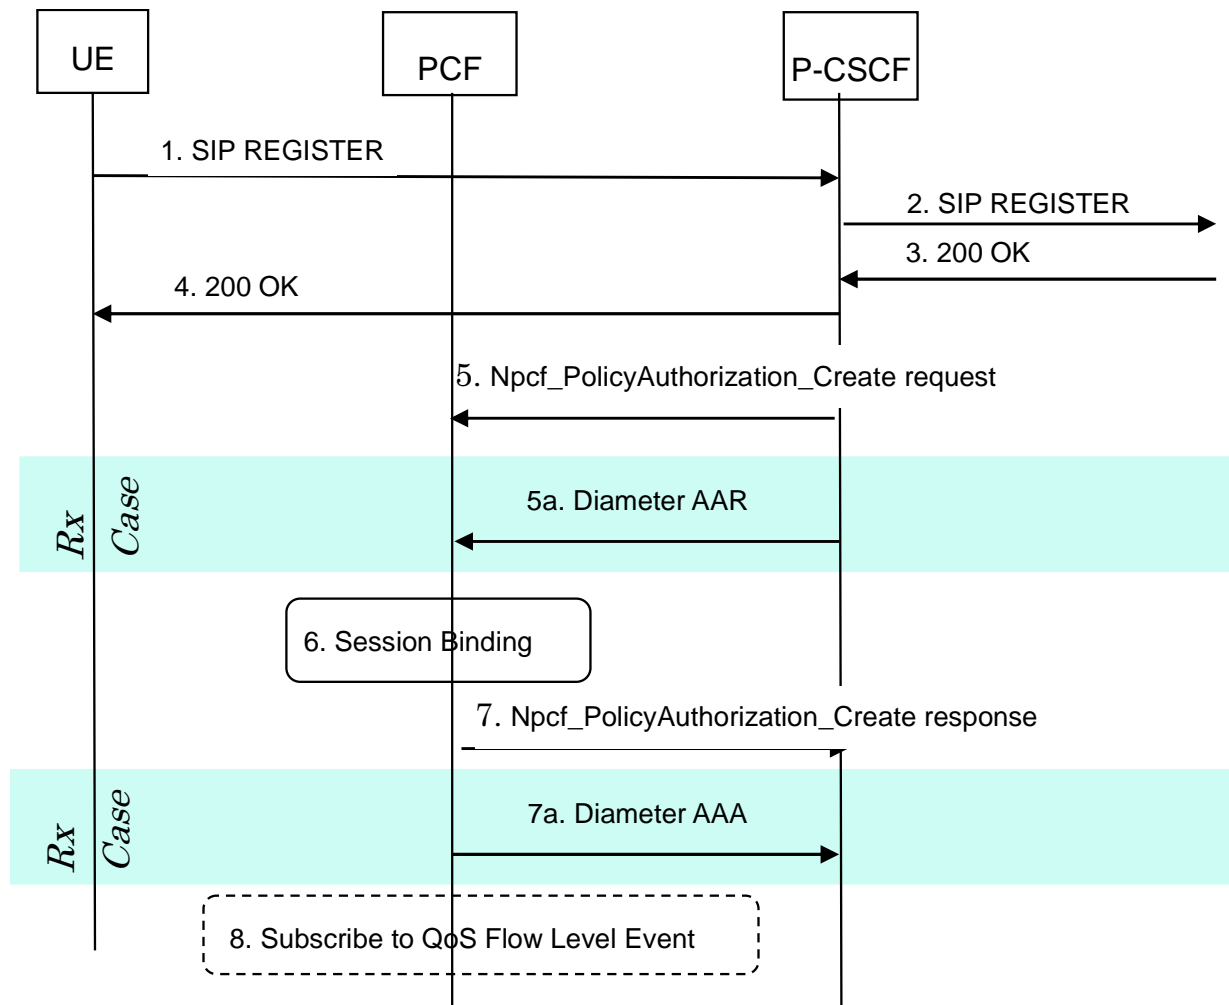 UE
PCF
P-CSCF
1. SIP REGISTER
2. SIP REGISTER
3. 200 OK
4. 200 OK
5. Npcf_PolicyAuthorization_Create request
Rx
Case
5a. Diameter AAR
6. Session Binding
7. Npcf_PolicyAuthorization_Create response
Rx
Case
7a. Diameter AAA
8. Subscribe to QoS Flow Level Event